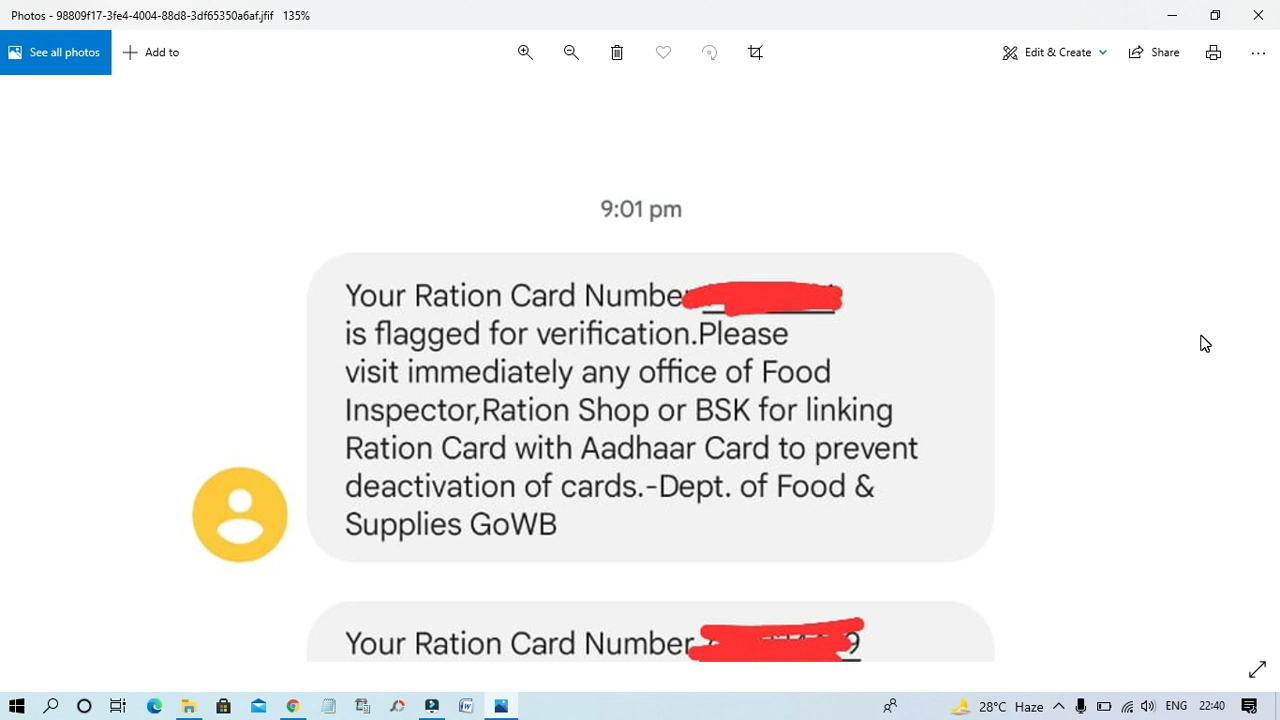 Photos - 98809f17-3fe4-4004-88d8-3df65350a6af.jfif 135%
See all photos
Add to
Edit & Create
Share
9:01 pm
Your Ration Card Number
is flagged for verification.Please
visit immediately any office of Food
Inspector,Ration Shop or BSK for linking
Ration Card with Aadhaar Card to prevent
deactivation of cards.-Dept. of Food &
Supplies GoWB
Your Ration Card Number 9
28°C Haze
ENG
22:40